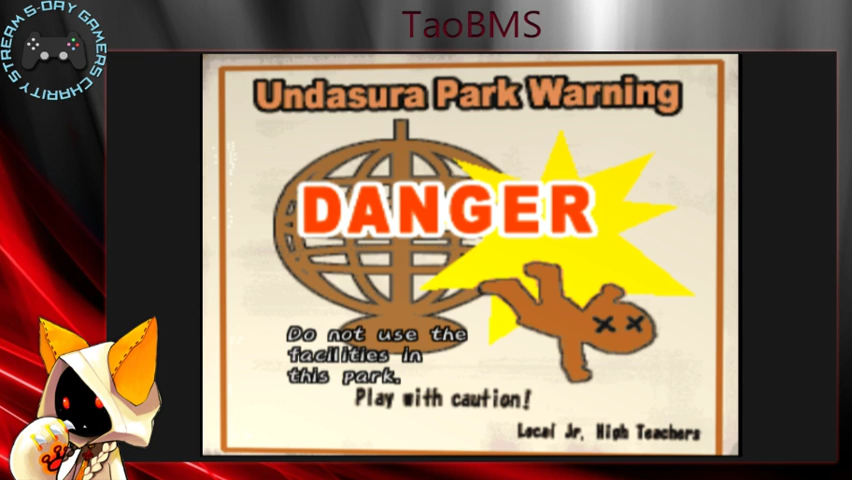 5-DAY GAMERS CHARITY STREAM
TaoBMS
Undasura Park Warning
DANGER
Do not use the
facilities in
this park.
Play with caution!
Local Jr. High Teachers